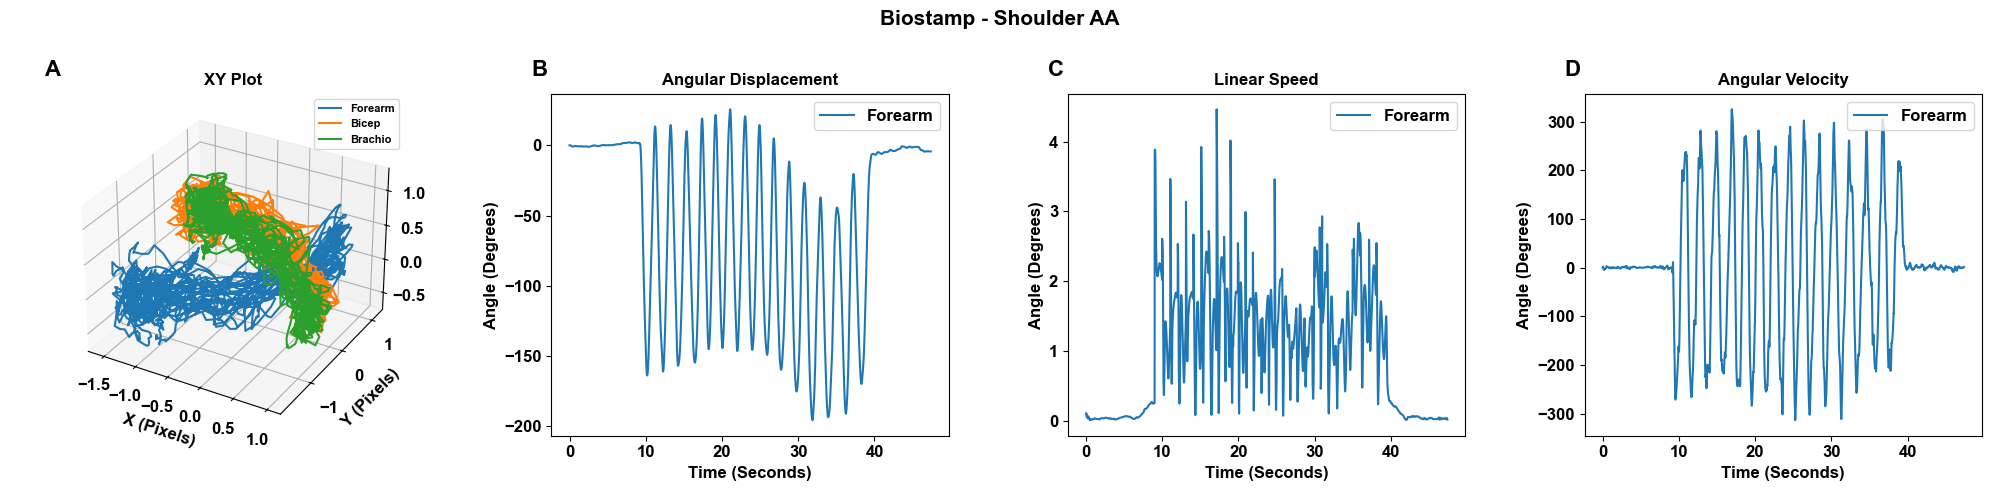 Biostamp - Shoulder AA
A
XY Plot
Forearm
Bicep
Brachio
1.0
0.5
0.0
−0.5
−1.5
−1.0
−0.5
0.0
0.5
1.0
X (Pixels)
−1
0
1
Y (Pixels)
B
Angular Displacement
Forearm
0
−50
−100
−150
−200
Angle (Degrees)
0
10
20
30
40
Time (Seconds)
C
Linear Speed
Forearm
4
3
2
1
0
Angle (Degrees)
0
10
20
30
40
Time (Seconds)
D
Angular Velocity
Forearm
300
200
100
0
−100
−200
−300
Angle (Degrees)
0
10
20
30
40
Time (Seconds)